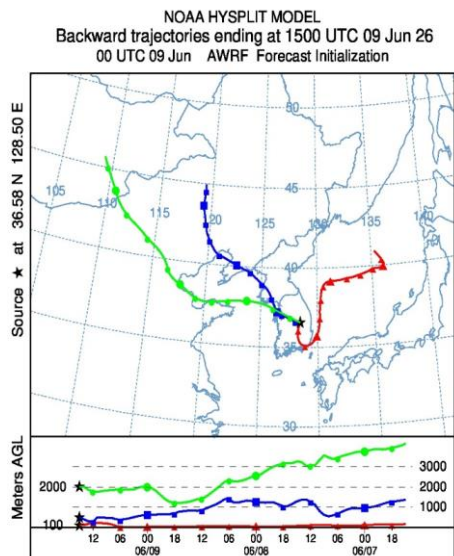 NOAA HYSPLIT MODEL
Backward trajectories ending at 1500 UTC 09 Jun 26
00 UTC 09 Jun AWRF Forecast Initialization
Source ★ at 36.58 N 128.50 E
50
105
110
115
120
125
45
130
135
140
40
35
30
Meters AGL
2000
100
3000
2000
1000
12 06 00 18 12 06 00 18 12 06 00 18
06/09 06/08 06/07